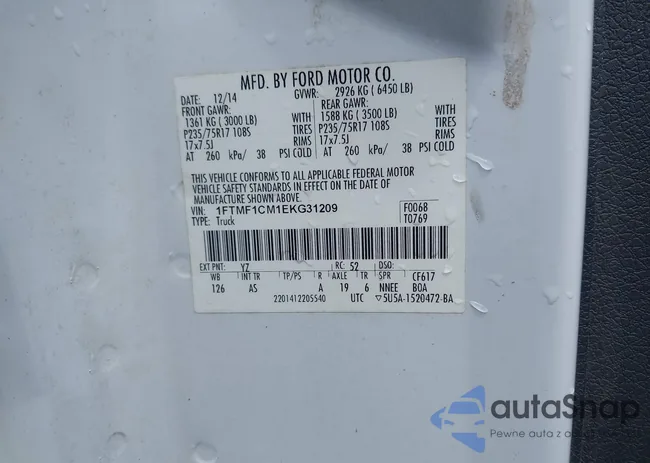 MFD. BY FORD MOTOR CO.
DATE: 12/14 GVWR: 2926 KG ( 6450 LB)
FRONT GAWR: REAR GAWR:
1361 KG ( 3000 LB) WITH 1588 KG ( 3500 LB) WITH
P235/75R17 108S TIRES P235/75R17 108S TIRES
17x7.5J RIMS 17x7.5J RIMS
AT 260 kPa/ 38 PSI COLD AT 260 kPa/ 38 PSI COLD
THIS VEHICLE CONFORMS TO ALL APPLICABLE FEDERAL MOTOR
VEHICLE SAFETY STANDARDS IN EFFECT ON THE DATE OF
MANUFACTURE SHOWN ABOVE.
VIN: 1FTMF1CM1EKG31209 F0068
TYPE: Truck T0769
EXT PNT: YZ RC: 52 DSO:
WB INT TR TP/PS R AXLE TR SPR CF617
126 AS A 19 6 NNEE BOA
2201412205540 UTC ▽5U5A-1520472-BA
autoSnap
Pewne auta z